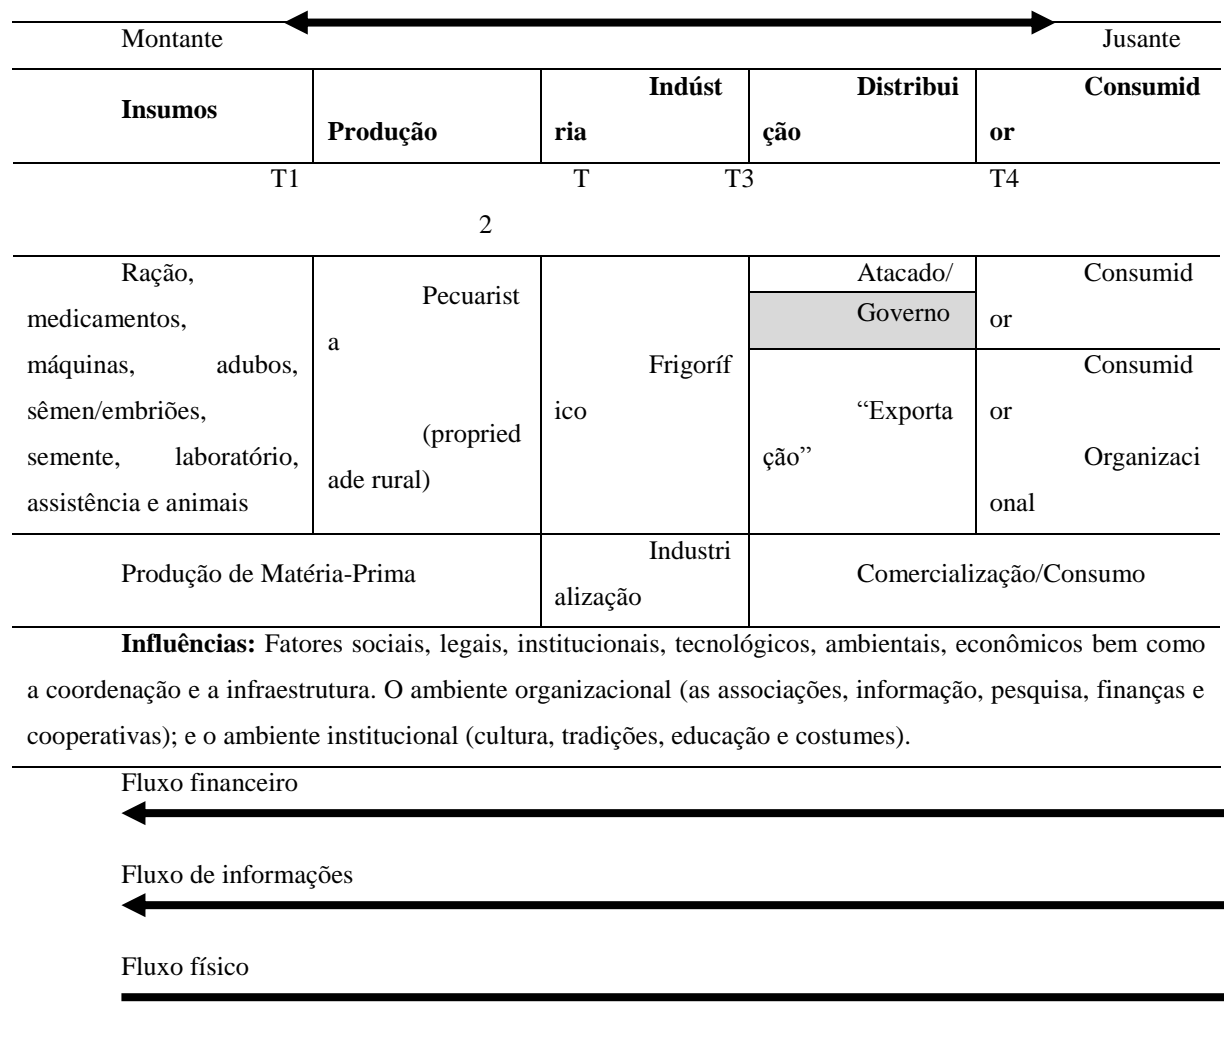 Montante Jusante
Insumos
Produção
Indúst
ria
Distribui
ção
Consumid
or
T1 T T3 T4
2
Ração,
medicamentos,
máquinas, adubos,
sêmen/embriões,
semente, laboratório,
assistência e animais
Pecuarist
a
(propried
ade rural)
Frigoríf
ico
Atacado/
Governo
“Exporta
ção”
Consumid
or
Consumid
or
Organizaci
onal
Produção de Matéria-Prima
Industri
alização
Comercialização/Consumo
Influências: Fatores sociais, legais, institucionais, tecnológicos, ambientais, econômicos bem como
a coordenação e a infraestrutura. O ambiente organizacional (as associações, informação, pesquisa, finanças e
cooperativas); e o ambiente institucional (cultura, tradições, educação e costumes).
Fluxo financeiro
Fluxo de informações
Fluxo físico